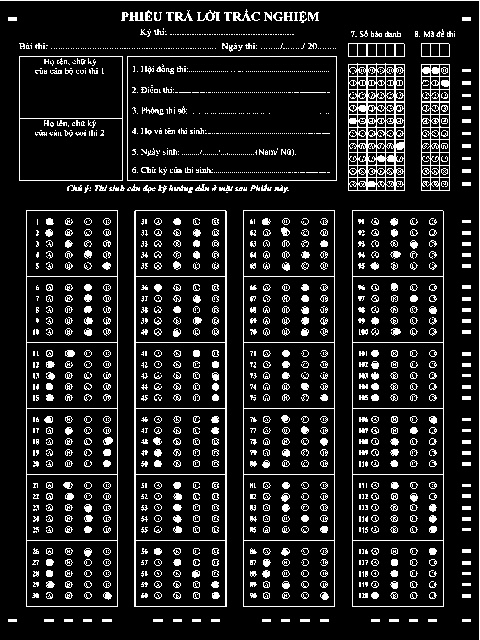 PHIẾU TRẢ LỜI TRẮC NGHIỆM
Kỳ thi: ..............................
Bài thi: .............................. Ngày thi: ......../......../ 20.......
7. Số báo danh
8. Mã đề thi
Họ tên, chữ ký
của cán bộ coi thi 1
Họ tên, chữ ký
của cán bộ coi thi 2
1. Hội đồng thi:..............................
2. Điểm thi:..............................
3. Phòng thi số: ..............................
4. Họ và tên thí sinh:..............................
5. Ngày sinh: ......../......../..............(Nam/ Nữ).
6. Chữ ký của thí sinh:..............................
Chú ý: Thí sinh cần đọc kỹ hướng dẫn ở mặt sau Phiếu này.
1 31 61 91
2 32 62 92
3 33 63 93
4 34 64 94
5 35 65 95
6 36 66 96
7 37 67 97
8 38 68 98
9 39 69 99
10 40 70 100
11 41 71 101
12 42 72 102
13 43 73 103
14 44 74 104
15 45 75 105
16 46 76 106
17 47 77 107
18 48 78 108
19 49 79 109
20 50 80 110
21 51 81 111
22 52 82 112
23 53 83 113
24 54 84 114
25 55 85 115
26 56 86 116
27 57 87 117
28 58 88 118
29 59 89 119
30 60 90 120